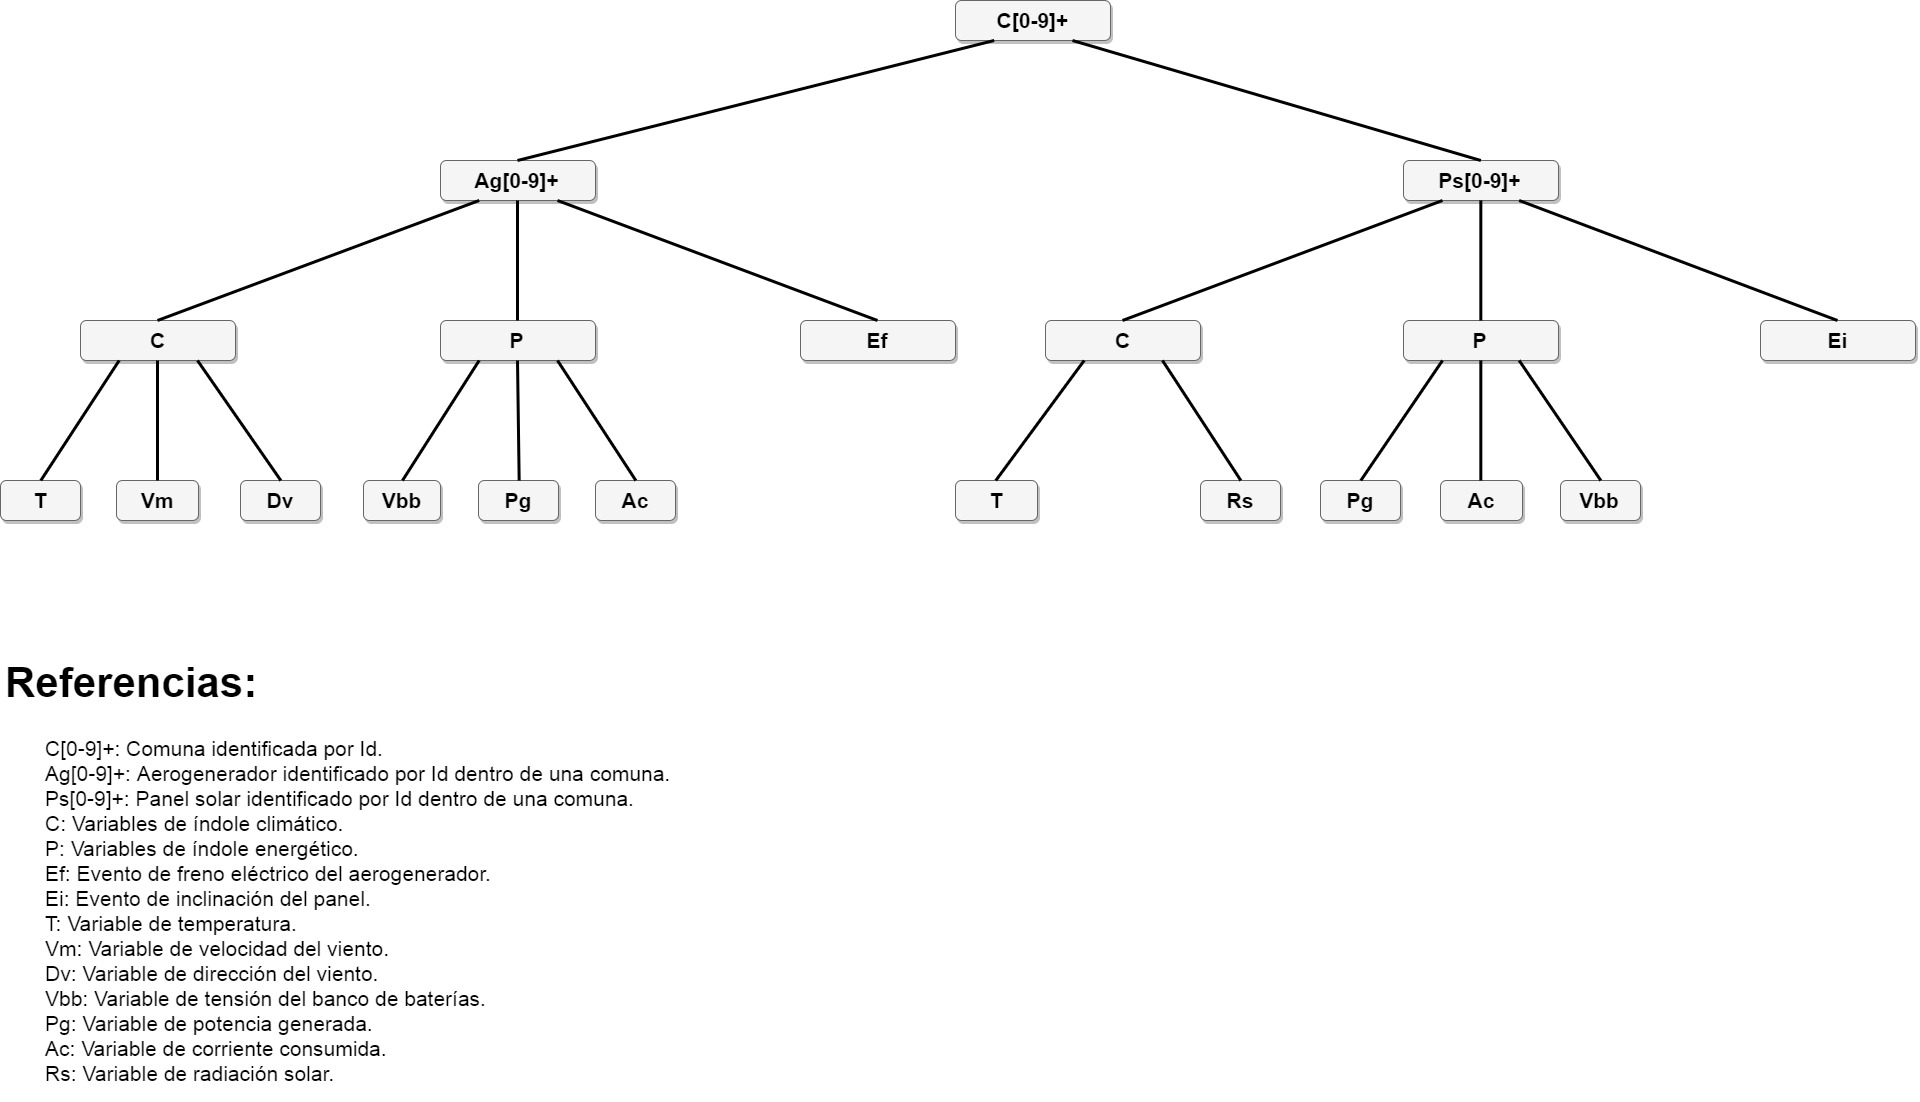 C[0-9]+
Ag[0-9]+ Ps[0-9]+
C P Ef C P Ei
T Vm Dv Vbb Pg Ac T Rs Pg Ac Vbb
Referencias:
C[0-9]+: Comuna identificada por Id.
Ag[0-9]+: Aerogenerador identificado por Id dentro de una comuna.
Ps[0-9]+: Panel solar identificado por Id dentro de una comuna.
C: Variables de índole climático.
P: Variables de índole energético.
Ef: Evento de freno eléctrico del aerogenerador.
Ei: Evento de inclinación del panel.
T: Variable de temperatura.
Vm: Variable de velocidad del viento.
Dv: Variable de dirección del viento.
Vbb: Variable de tensión del banco de baterías.
Pg: Variable de potencia generada.
Ac: Variable de corriente consumida.
Rs: Variable de radiación solar.